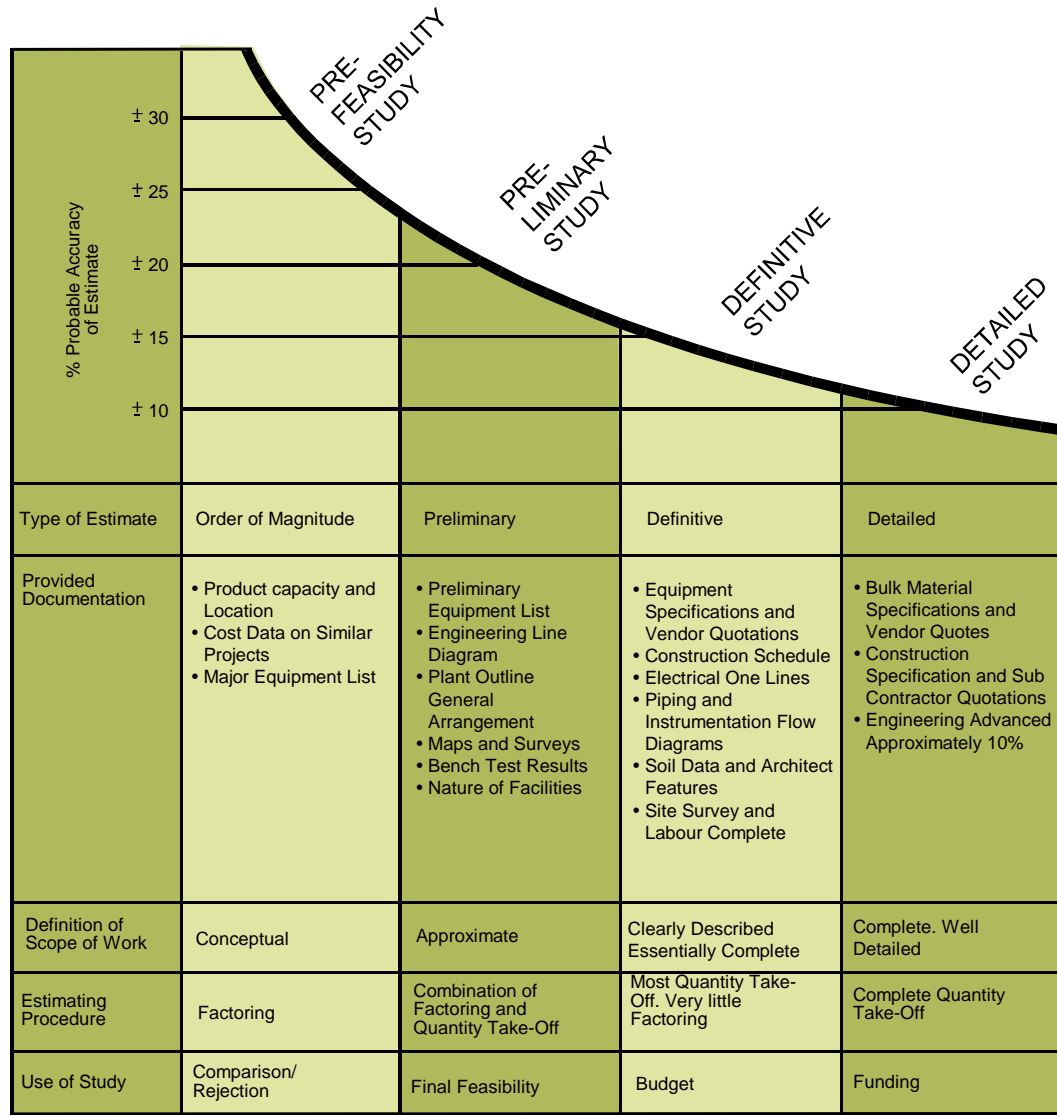 PRE-
FEASIBILITY
STUDY
PRE-
LIMINARY
STUDY
DEFINITIVE
STUDY
DETAILED
STUDY
% Probable Accuracy
of Estimate
± 30
± 25
± 20
± 15
± 10
Type of Estimate
Order of Magnitude
Preliminary
Definitive
Detailed
Provided
Documentation
• Product capacity and
Location
• Cost Data on Similar
Projects
• Major Equipment List
• Preliminary
Equipment List
• Engineering Line
Diagram
• Plant Outline
General
Arrangement
• Maps and Surveys
• Bench Test Results
• Nature of Facilities
• Equipment
Specifications and
Vendor Quotations
• Construction Schedule
• Electrical One Lines
• Piping and
Instrumentation Flow
Diagrams
• Soil Data and Architect
Features
• Site Survey and
Labour Complete
• Bulk Material
Specifications and
Vendor Quotes
• Construction
Specification and Sub
Contractor Quotations
• Engineering Advanced
Approximately 10%
Definition of
Scope of Work
Conceptual
Approximate
Clearly Described
Essentially Complete
Complete. Well
Detailed
Estimating
Procedure
Factoring
Combination of
Factoring and
Quantity Take-Off
Most Quantity Take-
Off. Very little
Factoring
Complete Quantity
Take-Off
Use of Study
Comparison/
Rejection
Final Feasibility
Budget
Funding